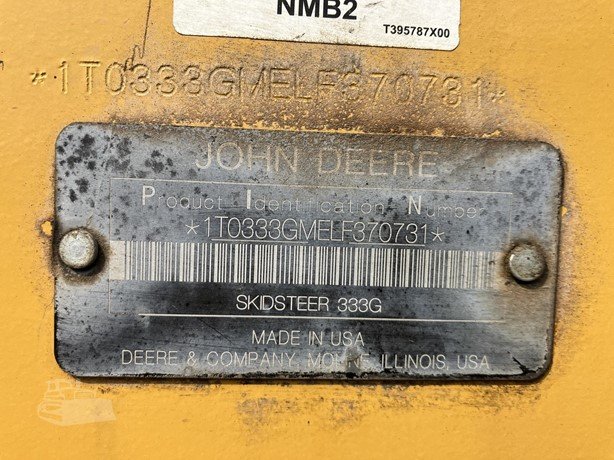 NMB2
T395787X00
*1T0333GMELF370731*
JOHN DEERE
Product Identification Number
*1T0333GMELF370731*
SKIDSTEER 333G
MADE IN USA
DEERE & COMPANY, MOLINE, ILLINOIS, USA